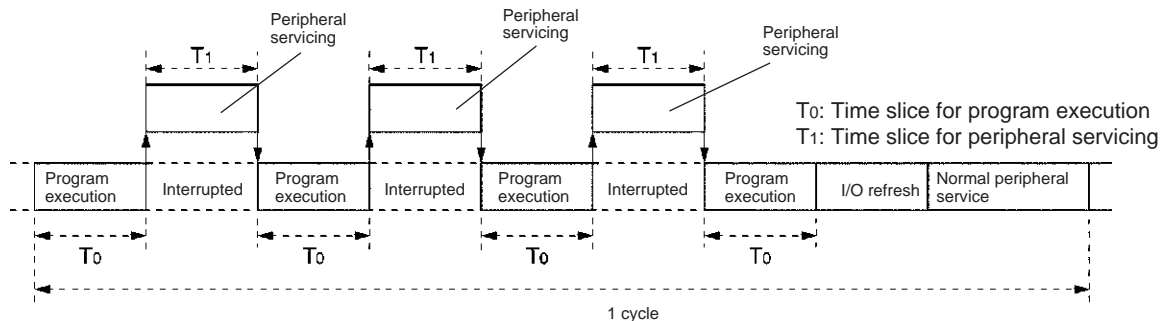 Peripheral
servicing
Peripheral
servicing
Peripheral
servicing
T1
T1
T1
T0: Time slice for program execution
T1: Time slice for peripheral servicing
Program
execution
Interrupted
Program
execution
Interrupted
Program
execution
Interrupted
Program
execution
I/O refresh
Normal peripheral
service
T0
T0
T0
T0
1 cycle